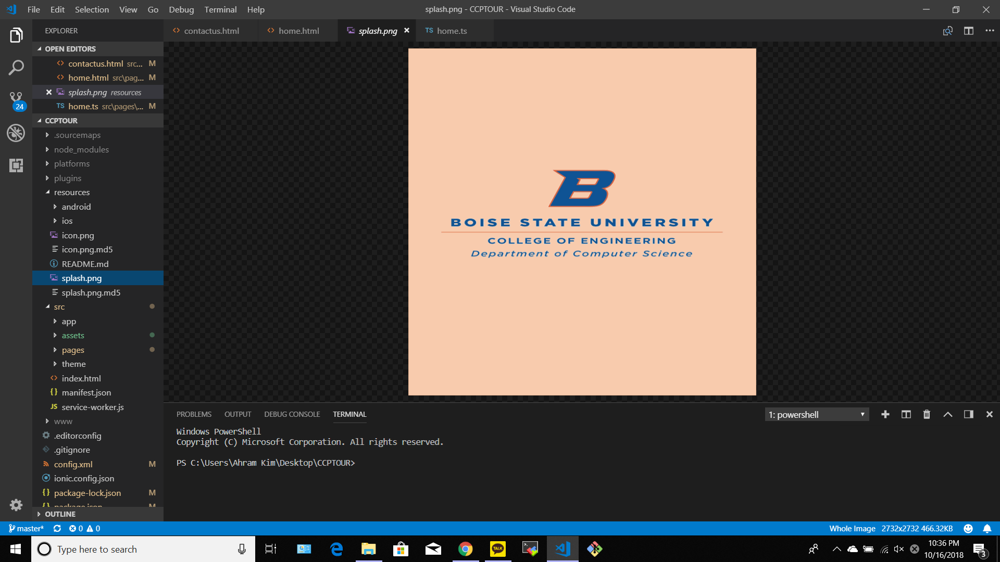 File Edit Selection View Go Debug Terminal Help
splash.png - CCPTOUR - Visual Studio Code
EXPLORER
contactus.html
home.html
splash.png
TS home.ts
OPEN EDITORS
contactus.html src... M
home.html src\pag... M
splash.png resources
TS home.ts src\pages\... M
24
CCPTOUR
.sourcemaps
node_modules
platforms
plugins
resources
android
ios
icon.png
icon.png.md5
README.md
splash.png
splash.png.md5
src
app
assets
pages
theme
index.html
{} manifest.json
JS service-worker.js
www
.editorconfig
.gitignore
config.xml M
ionic.config.json
{} package-lock.json M
{} package.json M
OUTLINE
B
BOISE STATE UNIVERSITY
COLLEGE OF ENGINEERING
Department of Computer Science
PROBLEMS OUTPUT DEBUG CONSOLE TERMINAL
1: powershell
Windows PowerShell
Copyright (C) Microsoft Corporation. All rights reserved.
PS C:\Users\Ahram Kim\Desktop\CCPTOUR>
master* 0 0
Whole Image 2732x2732 466.32KB
Type here to search
TALK
10:36 PM
10/16/2018
3